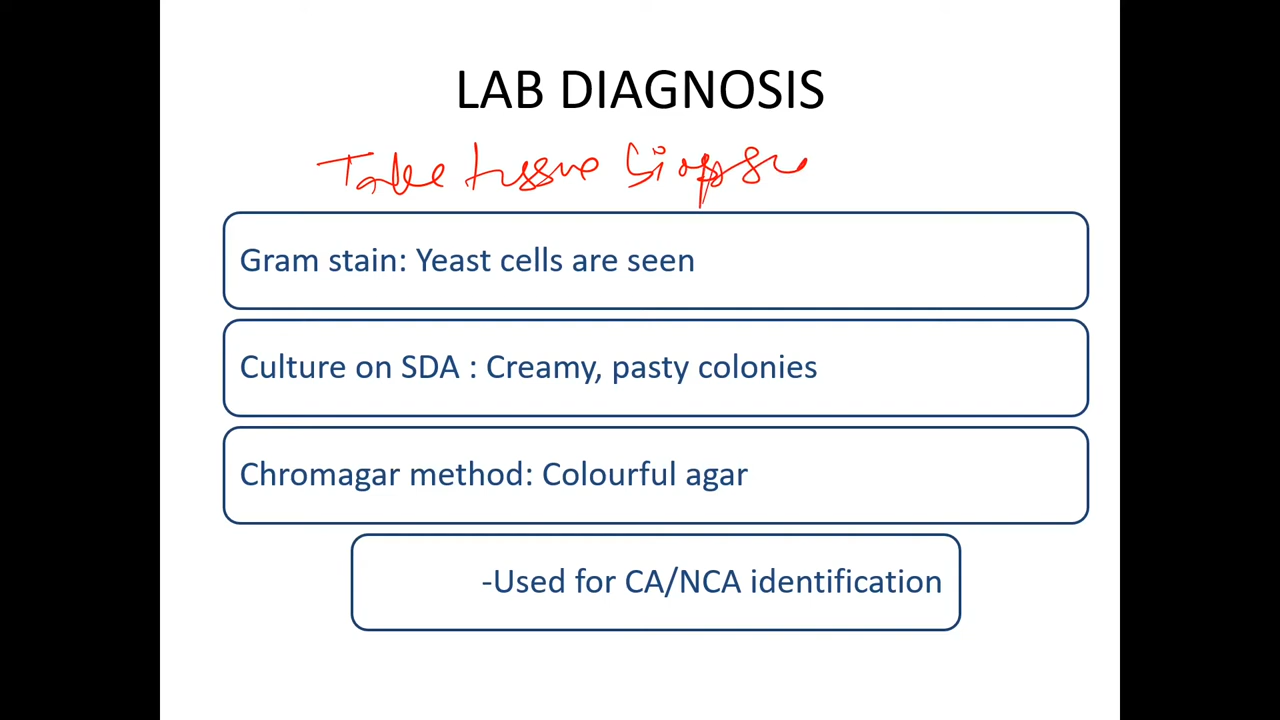 LAB DIAGNOSIS
Take tissue biopsy
Gram stain: Yeast cells are seen
Culture on SDA : Creamy, pasty colonies
Chromagar method: Colourful agar
-Used for CA/NCA identification